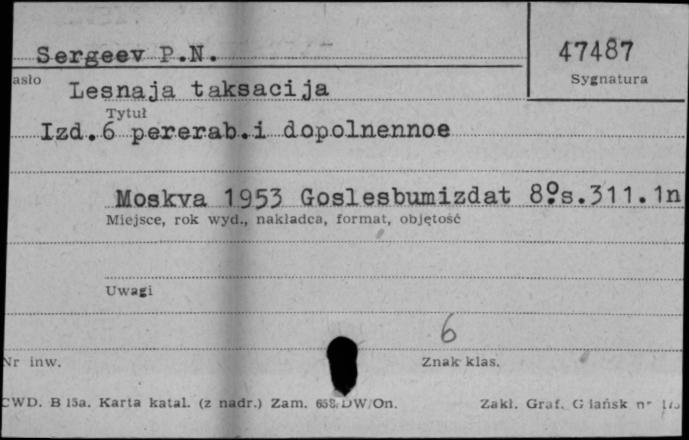 Sergeev P.N.
47487
asło
Sygnatura
Lesnaja taksacija
Tytuł
Izd.6 pererab.i dopolnennoe
Moskva 1953 Goslesbumizdat 8°s.311.1n
Miejsce, rok wyd., nakładca, format, objętość
Uwagi
6
Nr inw.
Znak klas.
CWD. B 15a. Karta katal. (z nadr.) Zam. 658/DW/On.
Zakł. Graf. Gdańsk nr